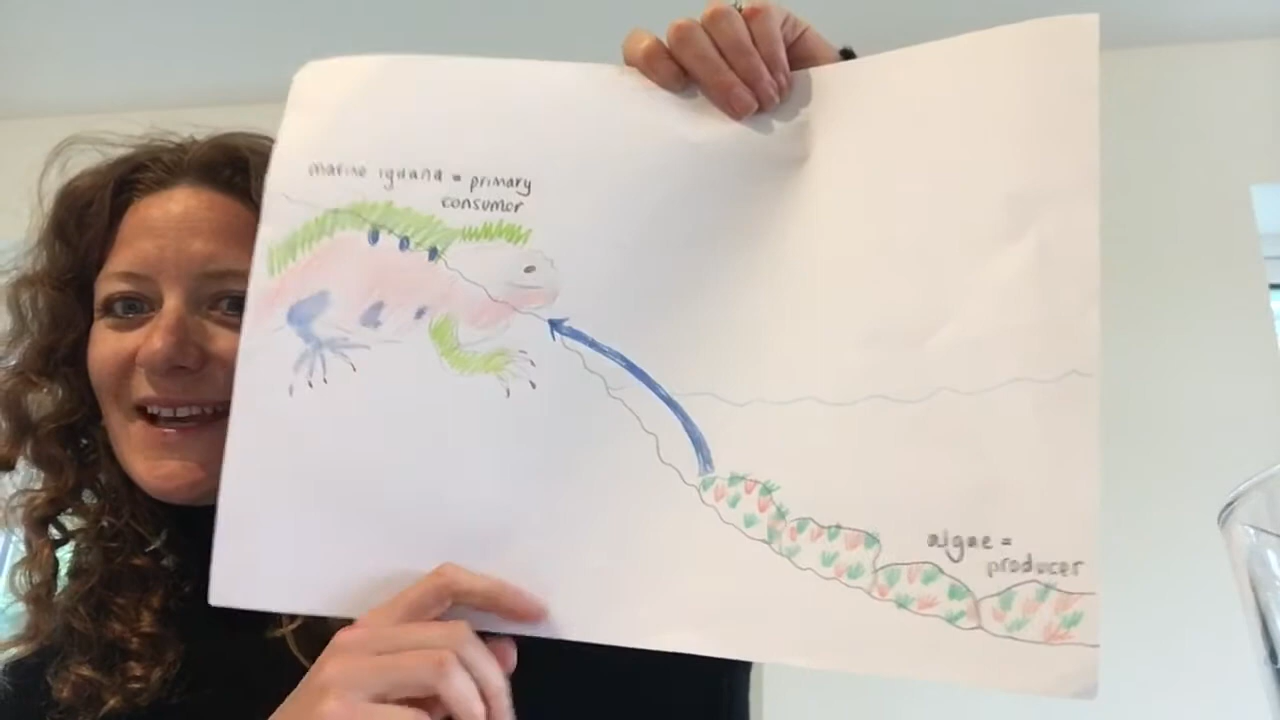 marine iguana = primary
consumer
algae =
producer